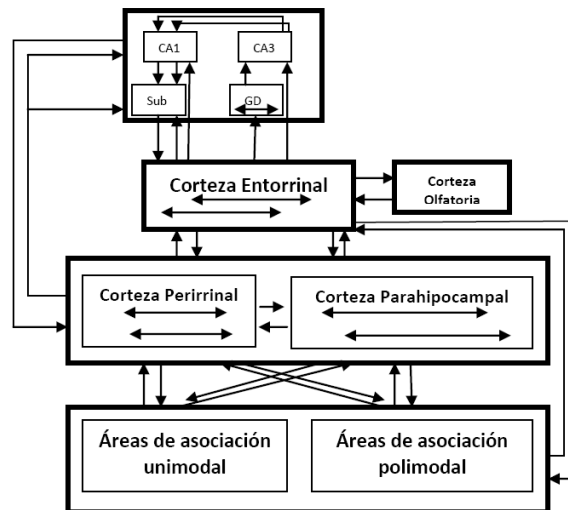 CA1
CA3
Sub
GD
Corteza Entorrinal
Corteza
Olfatoria
Corteza Perirrinal
Corteza Parahipocampal
Áreas de asociación
unimodal
Áreas de asociación
polimodal